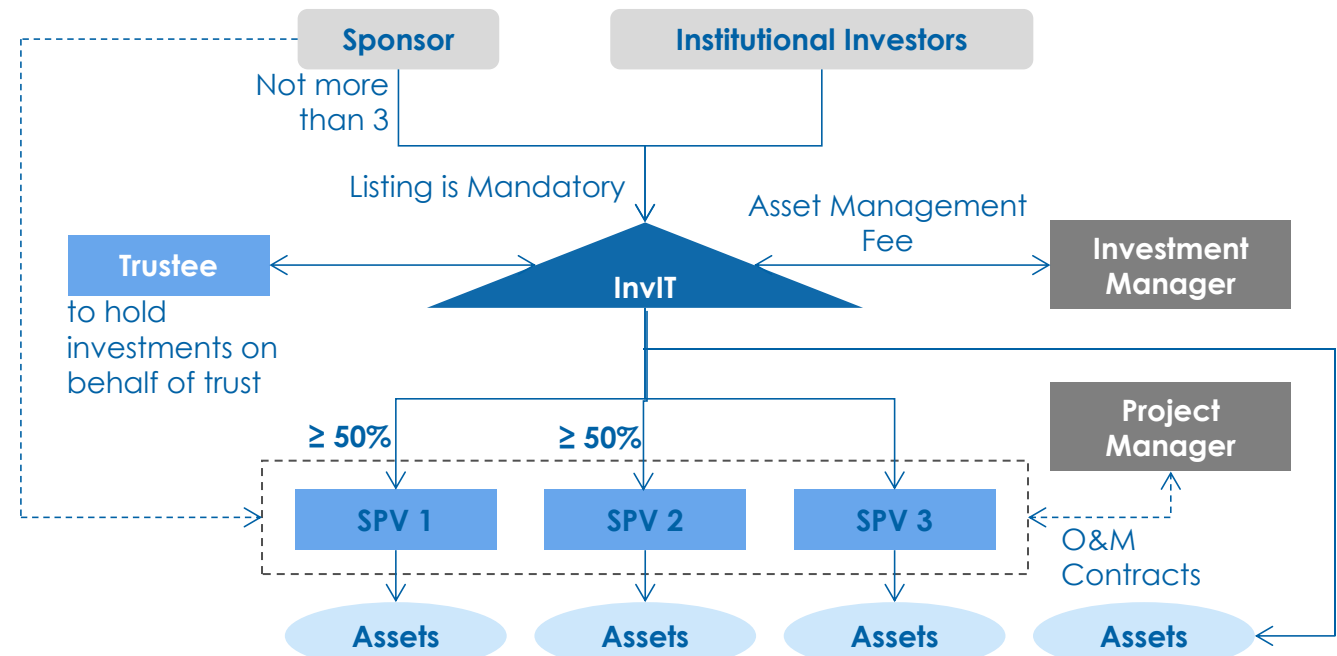 Sponsor
Institutional Investors
Not more
than 3
Listing is Mandatory
Asset Management
Fee
Trustee
InvIT
Investment
Manager
to hold
investments on
behalf of trust
Project
Manager
≥ 50%
≥ 50%
SPV 1
SPV 2
SPV 3
O&M
Contracts
Assets
Assets
Assets
Assets